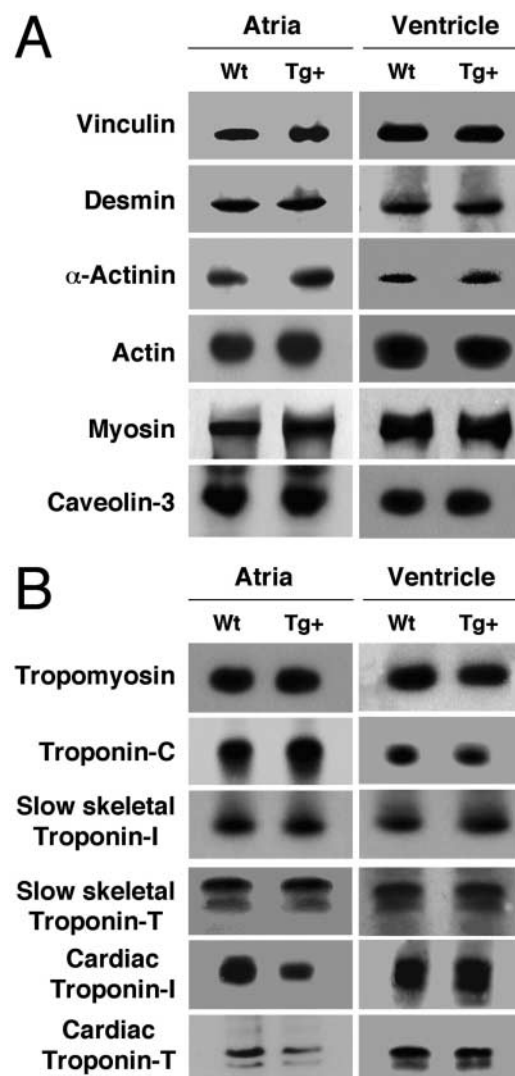 A
Atria Ventricle
Wt Tg+ Wt Tg+
Vinculin
Desmin
α-Actinin
Actin
Myosin
Caveolin-3
B
Atria Ventricle
Wt Tg+ Wt Tg+
Tropomyosin
Troponin-C
Slow skeletal
Troponin-I
Slow skeletal
Troponin-T
Cardiac
Troponin-I
Cardiac
Troponin-T